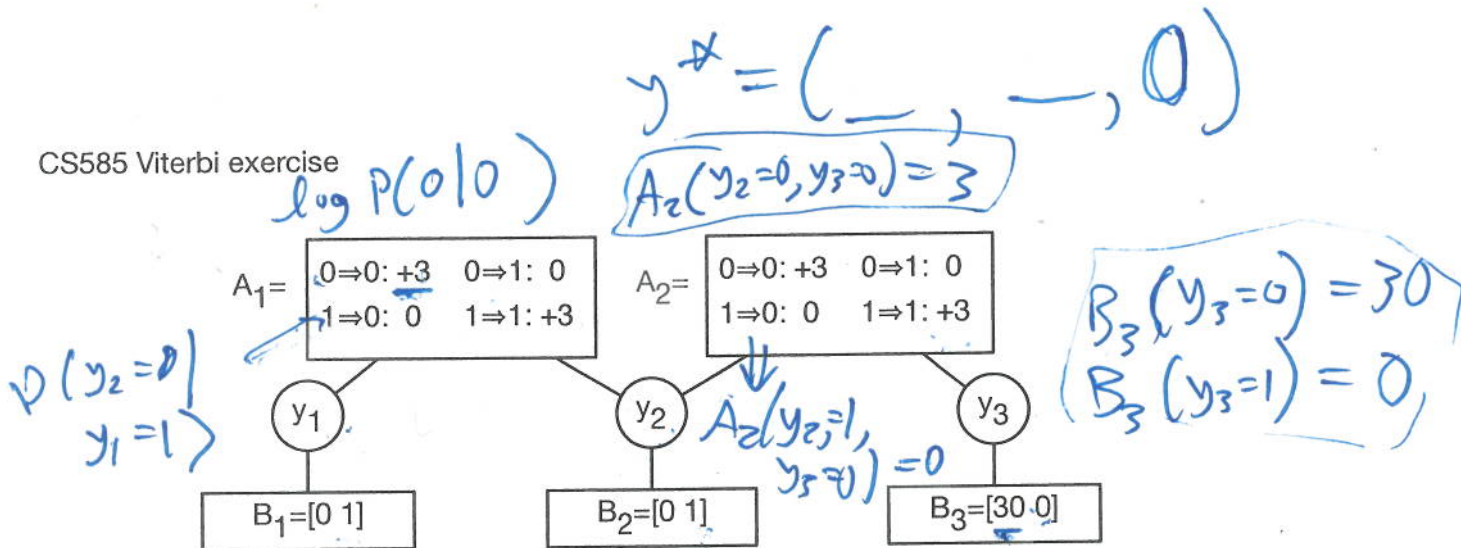 y* = ( _ , _ , 0 )
CS585 Viterbi exercise
log P(0|0)
A₂(y₂=0, y₃=0) = 3
A₁=
0⇒0: +3 0⇒1: 0
1⇒0: 0 1⇒1: +3
A₂=
0⇒0: +3 0⇒1: 0
1⇒0: 0 1⇒1: +3
B₃(y₃=0) = 30
B₃(y₃=1) = 0
P(y₂=0|
y₁=1)
y₁
y₂
A₂(y₂=1,
y₃=0) = 0
y₃
B₁=[0 1]
B₂=[0 1]
B₃=[30 0]